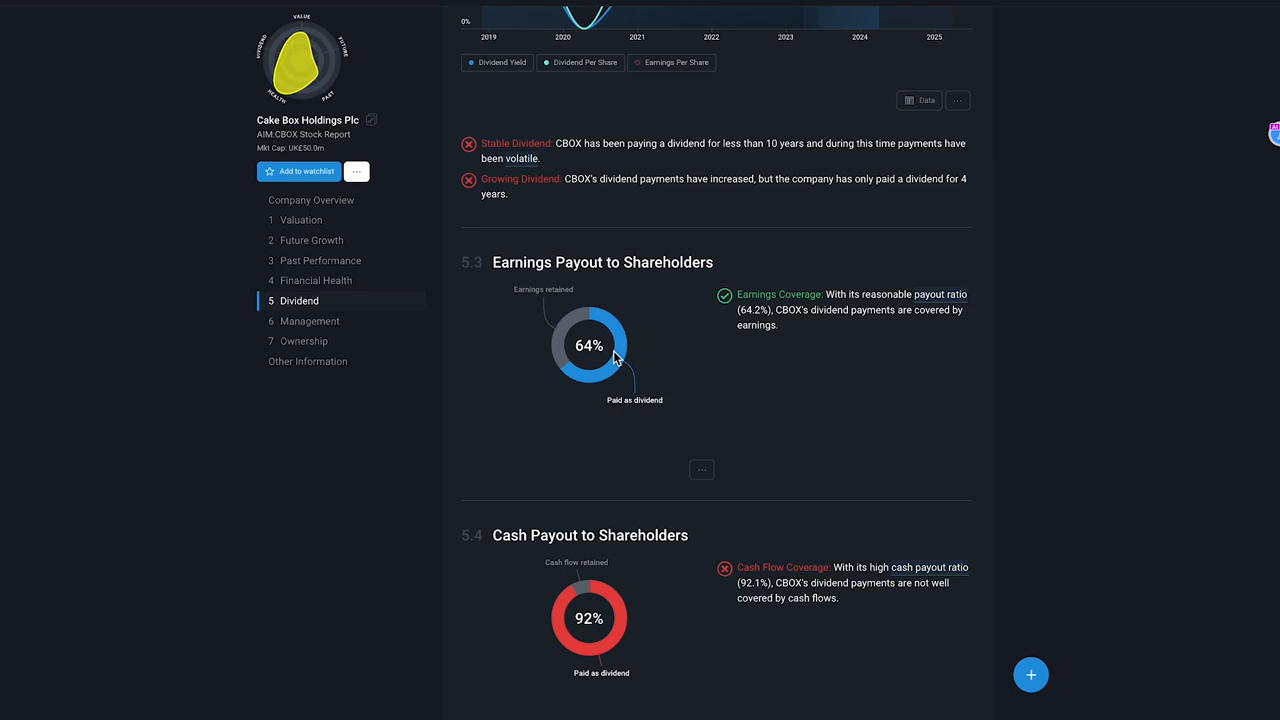 VALUE
FUTURE
PAST
HEALTH
DIVIDEND
Cake Box Holdings Plc
AIM:CBOX Stock Report
Mkt Cap: UK£50.0m
Add to watchlist
...
Company Overview
1 Valuation
2 Future Growth
3 Past Performance
4 Financial Health
5 Dividend
6 Management
7 Ownership
Other Information
0%
2019 2020 2021 2022 2023 2024 2025
Dividend Yield Dividend Per Share Earnings Per Share
Data ...
Stable Dividend: CBOX has been paying a dividend for less than 10 years and during this time payments have
been volatile.
Growing Dividend: CBOX's dividend payments have increased, but the company has only paid a dividend for 4
years.
5.3 Earnings Payout to Shareholders
Earnings retained
64%
Paid as dividend
Earnings Coverage: With its reasonable payout ratio
(64.2%), CBOX's dividend payments are covered by
earnings.
...
5.4 Cash Payout to Shareholders
Cash flow retained
92%
Paid as dividend
Cash Flow Coverage: With its high cash payout ratio
(92.1%), CBOX's dividend payments are not well
covered by cash flows.
+
AI